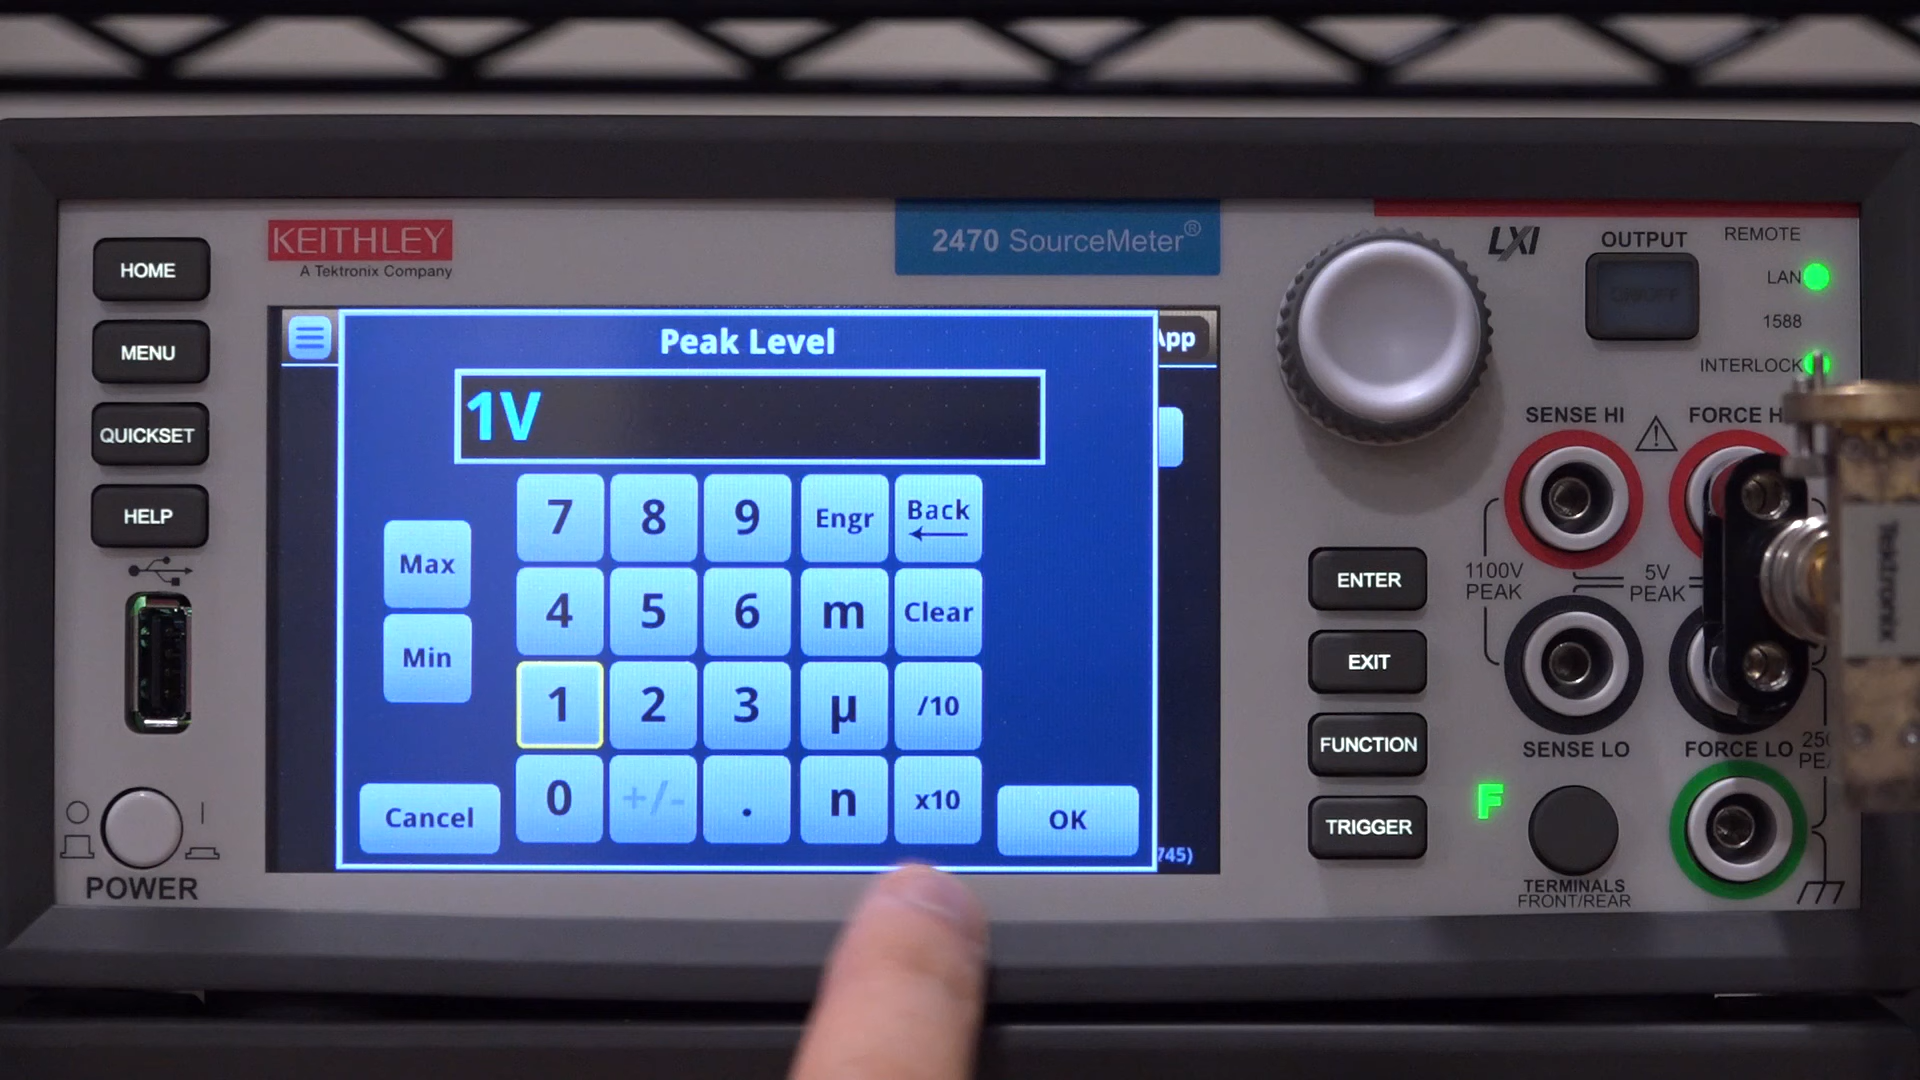 KEITHLEY
A Tektronix Company
2470 SourceMeter®
LXI
OUTPUT
REMOTE
LAN
1588
INTERLOCK
HOME
MENU
QUICKSET
HELP
POWER
Peak Level
App
1V
7 8 9 Engr Back
4 5 6 m Clear
1 2 3 µ /10
0 +/- . n x10
Max
Min
Cancel
OK
745)
ENTER
EXIT
FUNCTION
TRIGGER
SENSE HI
FORCE H
1100V
PEAK
5V
PEAK
SENSE LO
FORCE LO
F
TERMINALS
FRONT/REAR
Tektronix